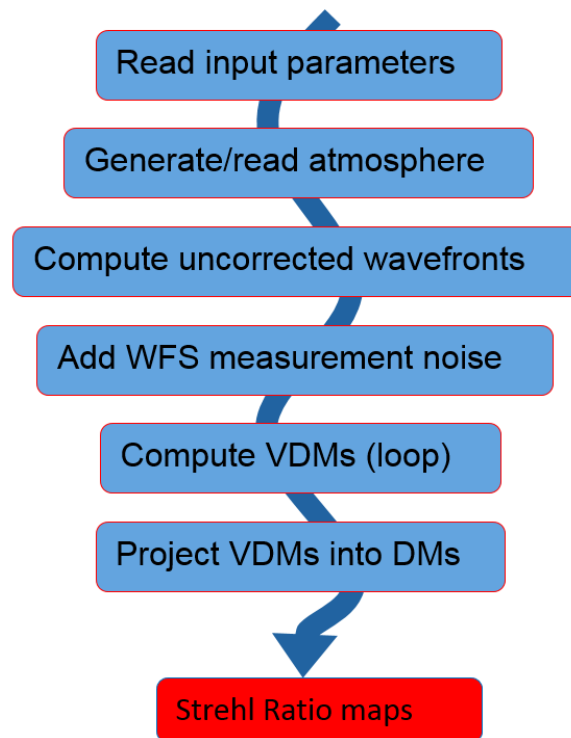 Read input parameters
Generate/read atmosphere
Compute uncorrected wavefronts
Add WFS measurement noise
Compute VDMs (loop)
Project VDMs into DMs
Strehl Ratio maps